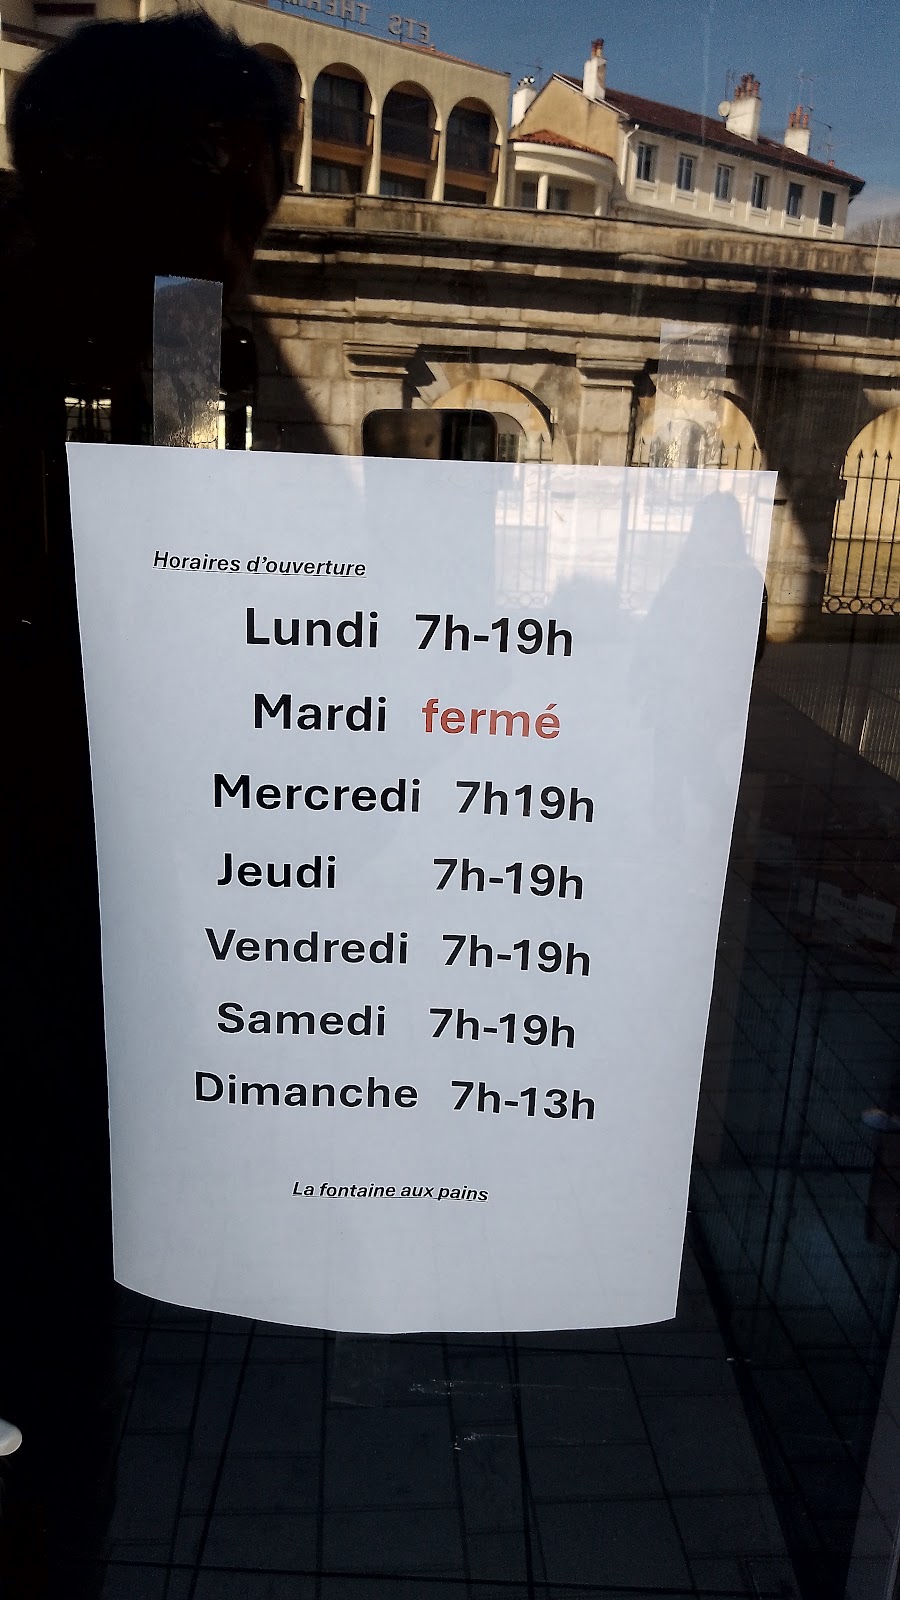 Horaires d'ouverture
Lundi 7h-19h
Mardi fermé
Mercredi 7h19h
Jeudi 7h-19h
Vendredi 7h-19h
Samedi 7h-19h
Dimanche 7h-13h
La fontaine aux pains